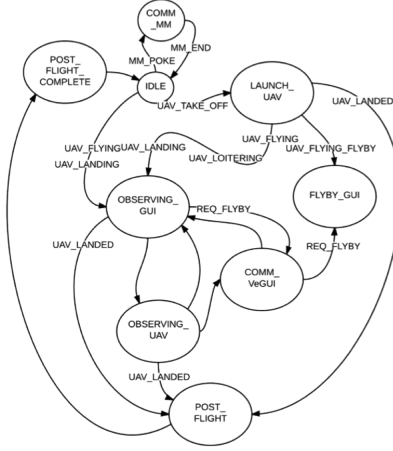 COMM
_MM
MM_END
MM_POKE
POST_
FLIGHT_
COMPLETE
IDLE
LAUNCH_
UAV
UAV_TAKE_OFF
UAV_LANDED
UAV_FLYING
UAV_FLYING
UAV_LANDING
UAV_FLYING_FLYBY
UAV_LANDING
UAV_LOITERING
OBSERVING_
GUI
FLYBY_GUI
REQ_FLYBY
UAV_LANDED
REQ_FLYBY
COMM_
VeGUI
OBSERVING_
UAV
UAV_LANDED
POST_
FLIGHT